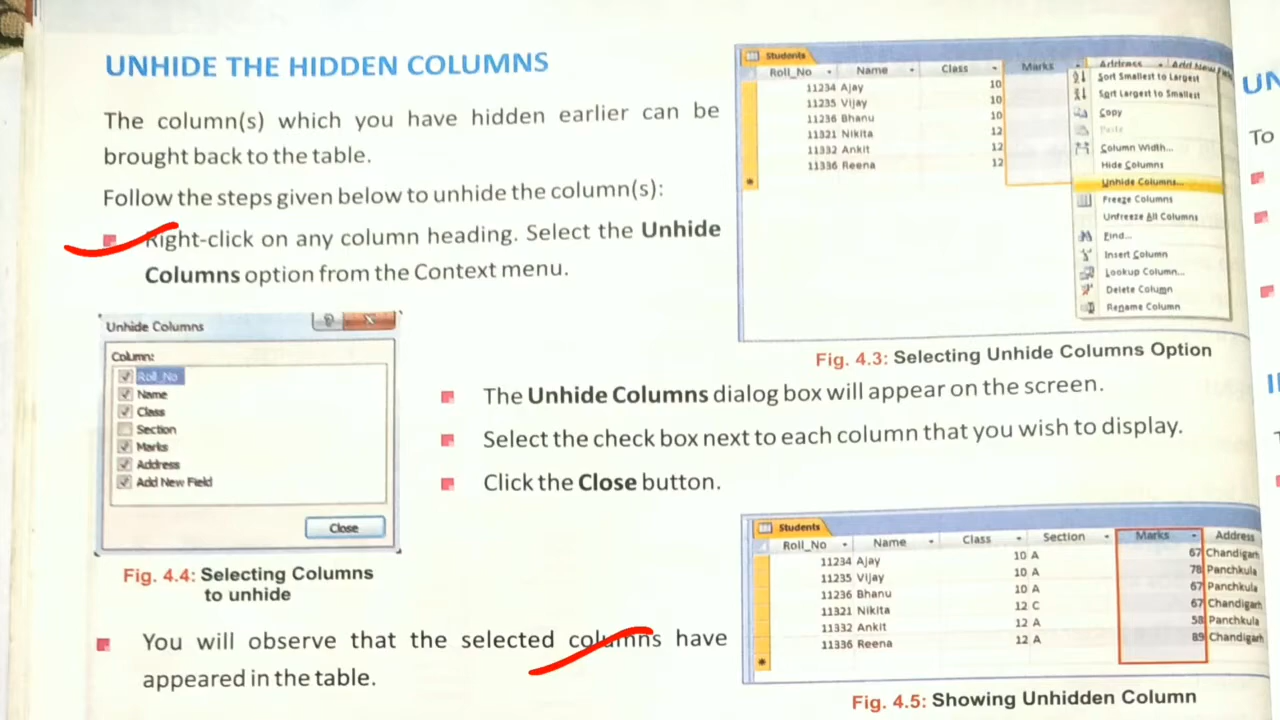 UNHIDE THE HIDDEN COLUMNS
The column(s) which you have hidden earlier can be
brought back to the table.
Follow the steps given below to unhide the column(s):
Right-click on any column heading. Select the Unhide
Columns option from the Context menu.
Students
Roll_No Name Class Marks Address Add New
11234 Ajay 10
11235 Vijay 10
11236 Bhanu 10
11321 Nikita 12
11332 Ankit 12
11336 Reena 12
Sort Smallest to Largest
Sort Largest to Smallest
Copy
Paste
Column Width...
Hide Columns
Unhide Columns...
Freeze Columns
Unfreeze All Columns
Find...
Insert Column
Lookup Column...
Delete Column
Rename Column
Fig. 4.3: Selecting Unhide Columns Option
Unhide Columns
Column:
Roll_No
Name
Class
Section
Marks
Address
Add New Field
Close
Fig. 4.4: Selecting Columns
to unhide
The Unhide Columns dialog box will appear on the screen.
Select the check box next to each column that you wish to display.
Click the Close button.
You will observe that the selected columns have
appeared in the table.
Students
Roll_No Name Class Section Marks Address
11234 Ajay 10 A 67 Chandigarh
11235 Vijay 10 A 78 Panchkula
11236 Bhanu 10 A 67 Panchkula
11321 Nikita 12 C 67 Chandigarh
11332 Ankit 12 A 58 Panchkula
11336 Reena 12 A 89 Chandigarh
Fig. 4.5: Showing Unhidden Column
UN
To